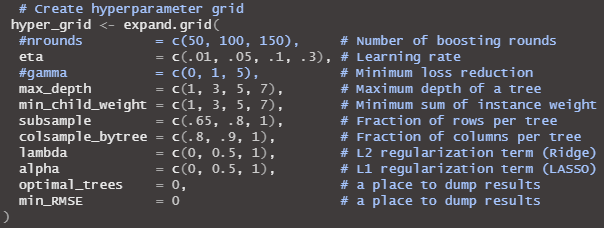 # Create hyperparameter grid
hyper_grid <- expand.grid(
#nrounds = c(50, 100, 150), # Number of boosting rounds
eta = c(.01, .05, .1, .3), # Learning rate
#gamma = c(0, 1, 5), # Minimum loss reduction
max_depth = c(1, 3, 5, 7), # Maximum depth of a tree
min_child_weight = c(1, 3, 5, 7), # Minimum sum of instance weight
subsample = c(.65, .8, 1), # Fraction of rows per tree
colsample_bytree = c(.8, .9, 1), # Fraction of columns per tree
lambda = c(0, 0.5, 1), # L2 regularization term (Ridge)
alpha = c(0, 0.5, 1), # L1 regularization term (LASSO)
optimal_trees = 0, # a place to dump results
min_RMSE = 0 # a place to dump results
)